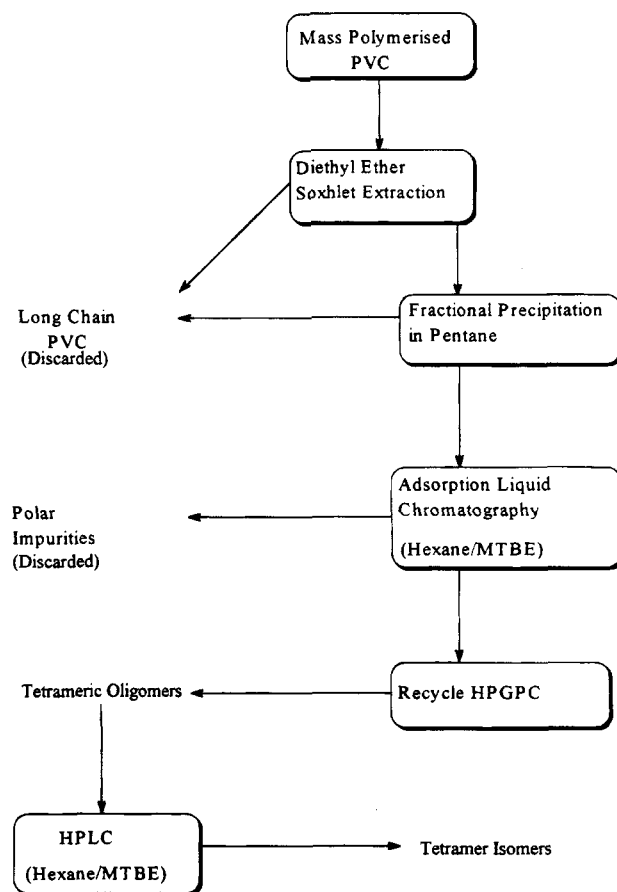 Mass Polymerised
PVC
Diethyl Ether
Soxhlet Extraction
Long Chain
PVC
(Discarded)
Fractional Precipitation
in Pentane
Polar
Impurities
(Discarded)
Adsorption Liquid
Chromatography
(Hexane/MTBE)
Tetrameric Oligomers
Recycle HPGPC
HPLC
(Hexane/MTBE)
Tetramer Isomers